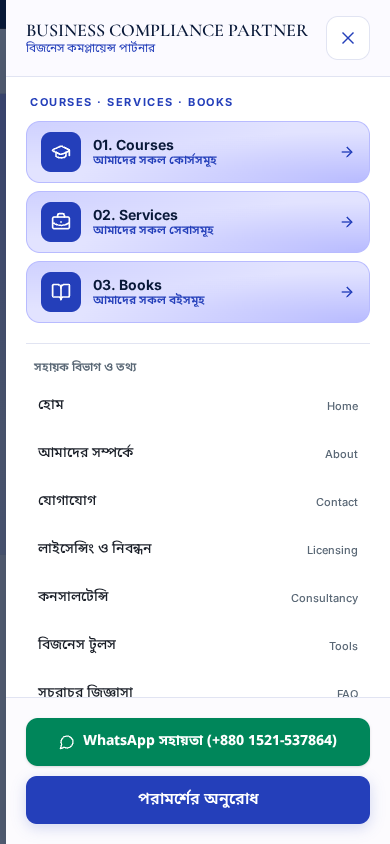 BUSINESS COMPLIANCE PARTNER
বিজনেস কমপ্লায়েন্স পার্টনার
COURSES · SERVICES · BOOKS
01. Courses
আমাদের সকল কোর্সসমূহ
02. Services
আমাদের সকল সেবাসমূহ
03. Books
আমাদের সকল বইসমূহ
সহায়ক বিভাগ ও তথ্য
হোম Home
আমাদের সম্পর্কে About
যোগাযোগ Contact
লাইসেন্সিং ও নিবন্ধন Licensing
কনসালটেন্সি Consultancy
বিজনেস টুলস Tools
সচরাচর জিজ্ঞাসা FAQ
WhatsApp সহায়তা (+880 1521-537864)
পরামর্শের অনুরোধ